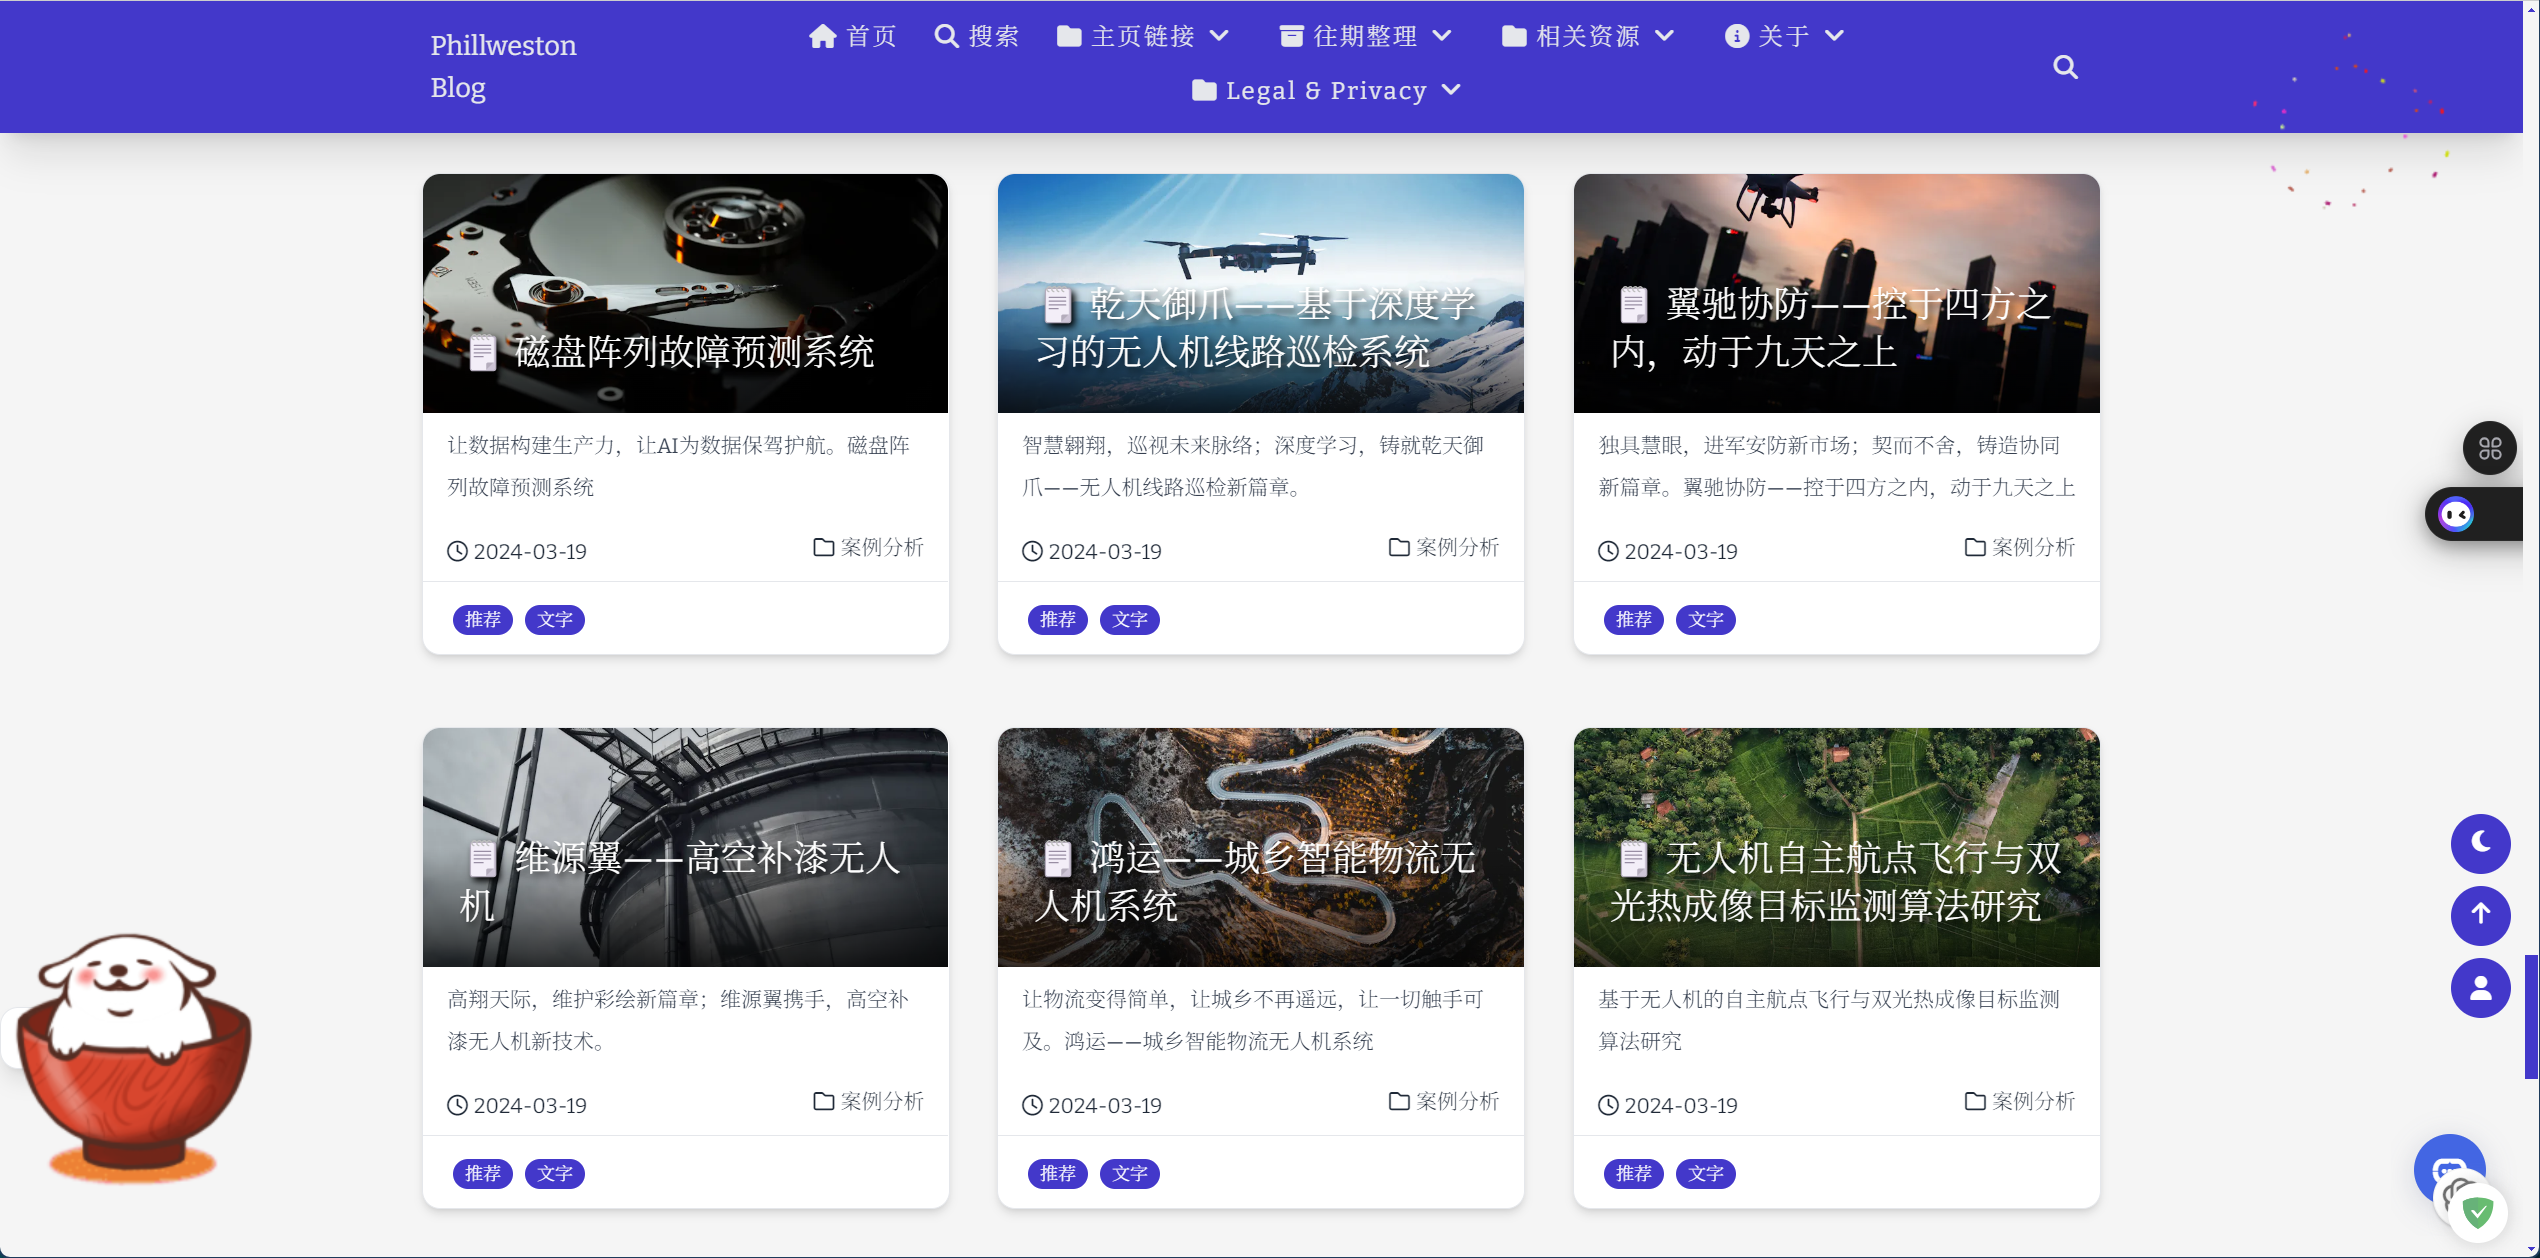 Phillweston
Blog
首页 搜索 主页链接 往期整理 相关资源 关于
Legal & Privacy
磁盘阵列故障预测系统
让数据构建生产力，让AI为数据保驾护航。磁盘阵
列故障预测系统
2024-03-19 案例分析
推荐 文字
乾天御爪——基于深度学
习的无人机线路巡检系统
智慧翱翔，巡视未来脉络；深度学习，铸就乾天御
爪——无人机线路巡检新篇章。
2024-03-19 案例分析
推荐 文字
翼驰协防——控于四方之
内，动于九天之上
独具慧眼，进军安防新市场；契而不舍，铸造协同
新篇章。翼驰协防——控于四方之内，动于九天之上
2024-03-19 案例分析
推荐 文字
维源翼——高空补漆无人
机
高翔天际，维护彩绘新篇章；维源翼携手，高空补
漆无人机新技术。
2024-03-19 案例分析
推荐 文字
鸿运——城乡智能物流无
人机系统
让物流变得简单，让城乡不再遥远，让一切触手可
及。鸿运——城乡智能物流无人机系统
2024-03-19 案例分析
推荐 文字
无人机自主航点飞行与双
光热成像目标监测算法研究
基于无人机的自主航点飞行与双光热成像目标监测
算法研究
2024-03-19 案例分析
推荐 文字